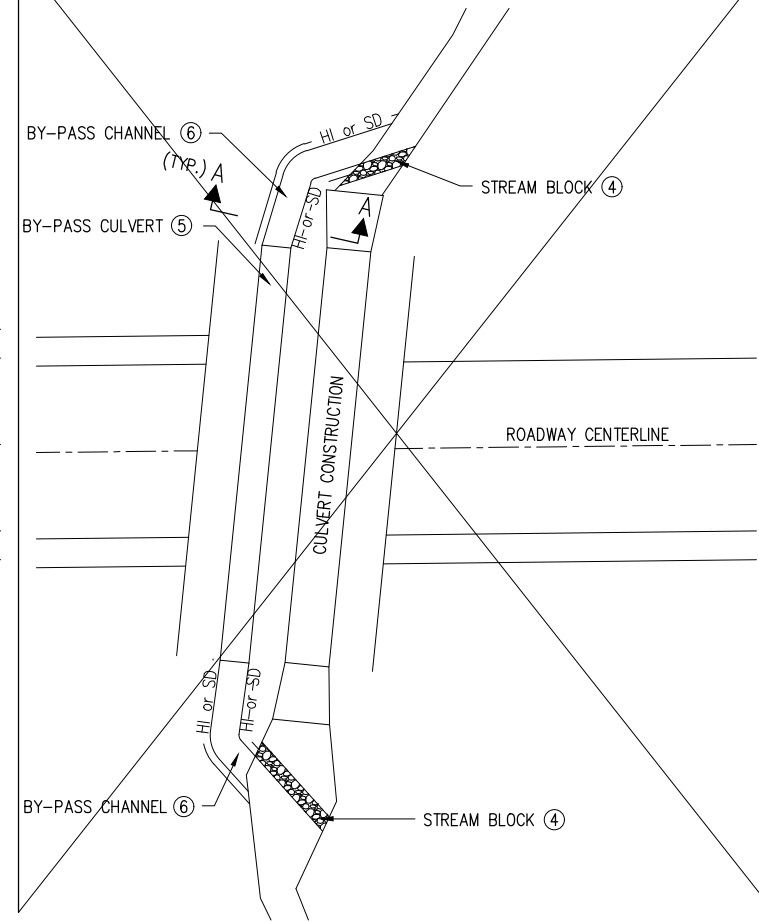 HI or SD
BY-PASS CHANNEL 6
(TYP.) A
STREAM BLOCK 4
HI-or-SD
A
BY-PASS CULVERT 5
ROADWAY CENTERLINE
CULVERT CONSTRUCTION
HI or SD
HI-or-SD
BY-PASS CHANNEL 6
STREAM BLOCK 4